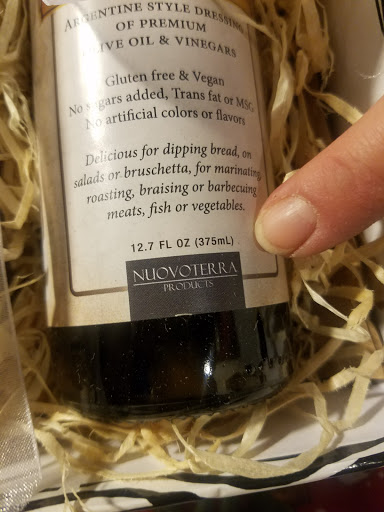 ARGENTINE STYLE DRESSING
OF PREMIUM
OLIVE OIL & VINEGARS
Gluten free & Vegan
No sugars added, Trans fat or MSG
No artificial colors or flavors
Delicious for dipping bread, on
salads or bruschetta, for marinating,
roasting, braising or barbecuing
meats, fish or vegetables.
12.7 FL OZ (375mL)
NUOVOTERRA
PRODUCTS